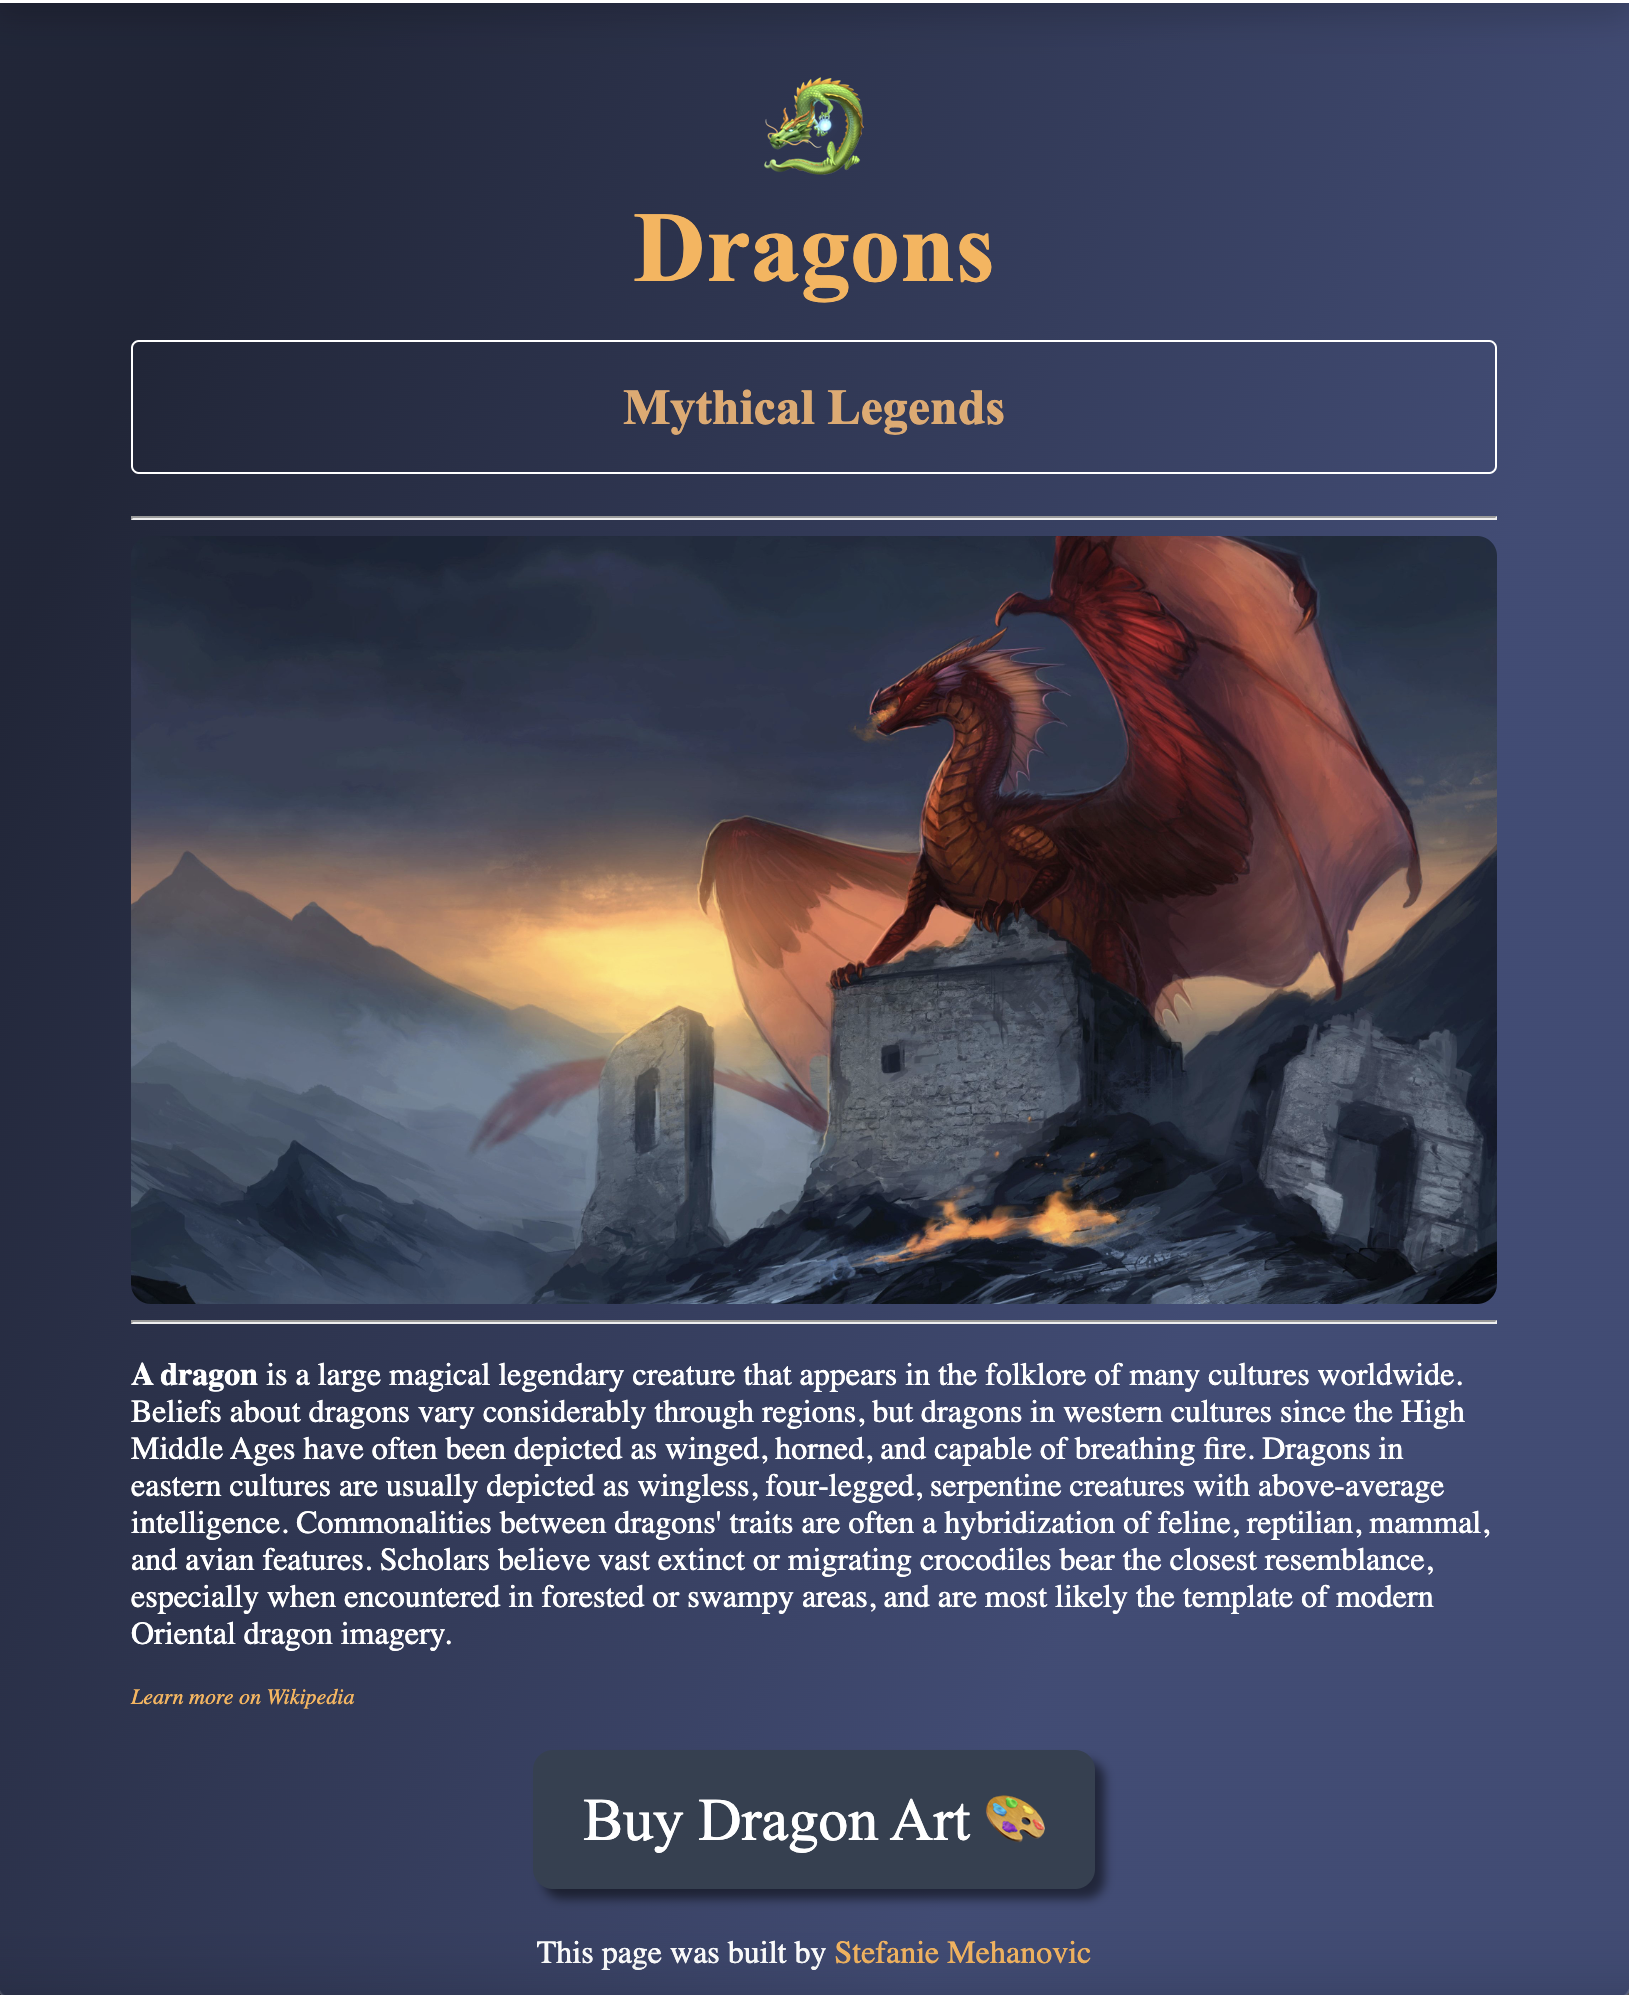 Dragons
Mythical Legends
A dragon is a large magical legendary creature that appears in the folklore of many cultures worldwide.
Beliefs about dragons vary considerably through regions, but dragons in western cultures since the High
Middle Ages have often been depicted as winged, horned, and capable of breathing fire. Dragons in
eastern cultures are usually depicted as wingless, four-legged, serpentine creatures with above-average
intelligence. Commonalities between dragons' traits are often a hybridization of feline, reptilian, mammal,
and avian features. Scholars believe vast extinct or migrating crocodiles bear the closest resemblance,
especially when encountered in forested or swampy areas, and are most likely the template of modern
Oriental dragon imagery.
Learn more on Wikipedia
Buy Dragon Art 🎨
This page was built by Stefanie Mehanovic